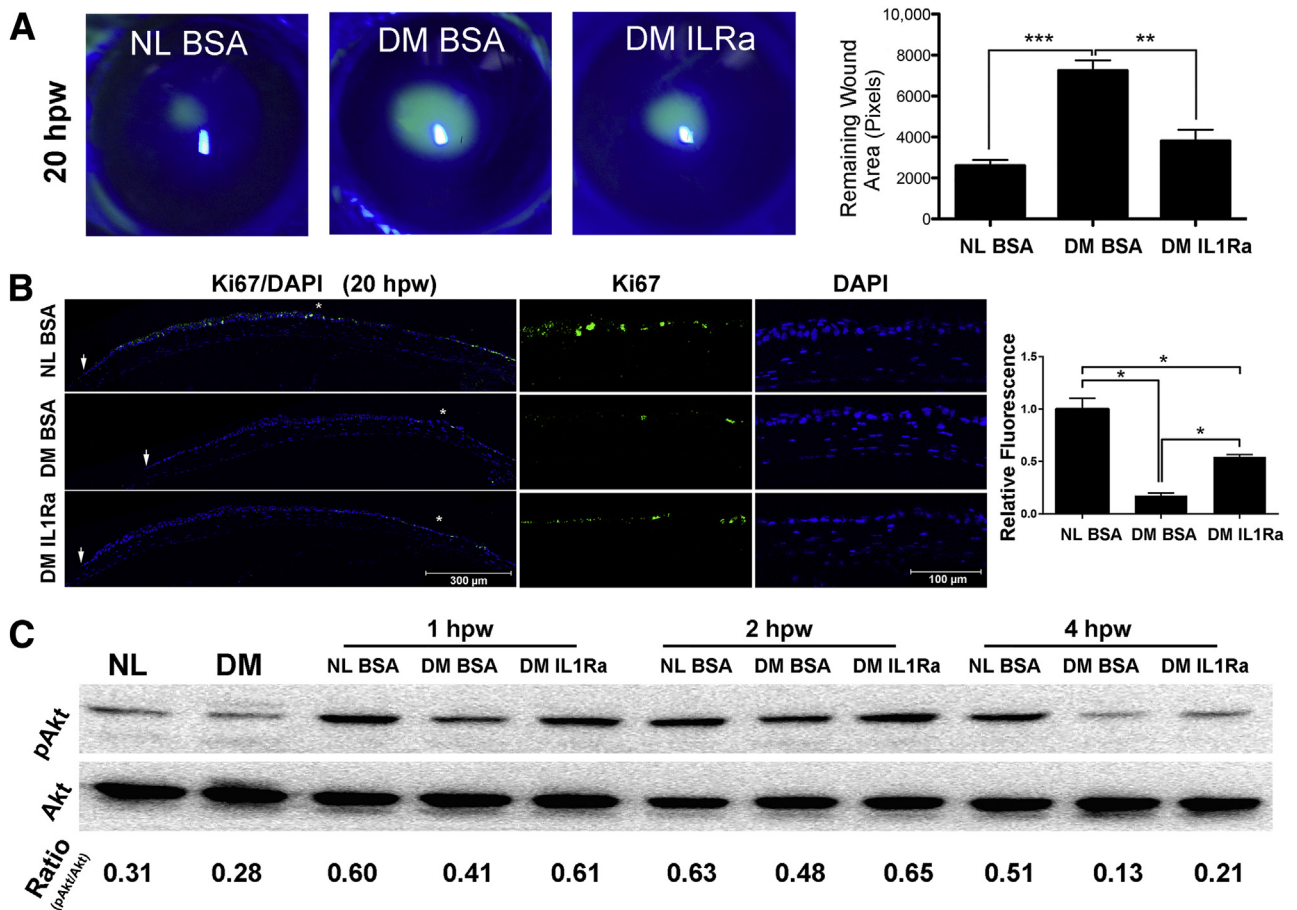 A
20 hpw
NL BSA
DM BSA
DM ILRa
Remaining Wound
Area (Pixels)
10,000
8000
6000
4000
2000
0
***
**
NL BSA
DM BSA
DM IL1Ra
B
Ki67/DAPI (20 hpw)
Ki67
DAPI
NL BSA
DM BSA
DM IL1Ra
*
*
*
300 µm
100 µm
Relative Fluorescence
1.5
1.0
0.5
0.0
*
*
*
NL BSA
DM BSA
DM IL1Ra
C
1 hpw
2 hpw
4 hpw
NL
DM
NL BSA
DM BSA
DM IL1Ra
NL BSA
DM BSA
DM IL1Ra
NL BSA
DM BSA
DM IL1Ra
pAkt
Akt
Ratio
(pAkt/Akt)
0.31 0.28 0.60 0.41 0.61 0.63 0.48 0.65 0.51 0.13 0.21